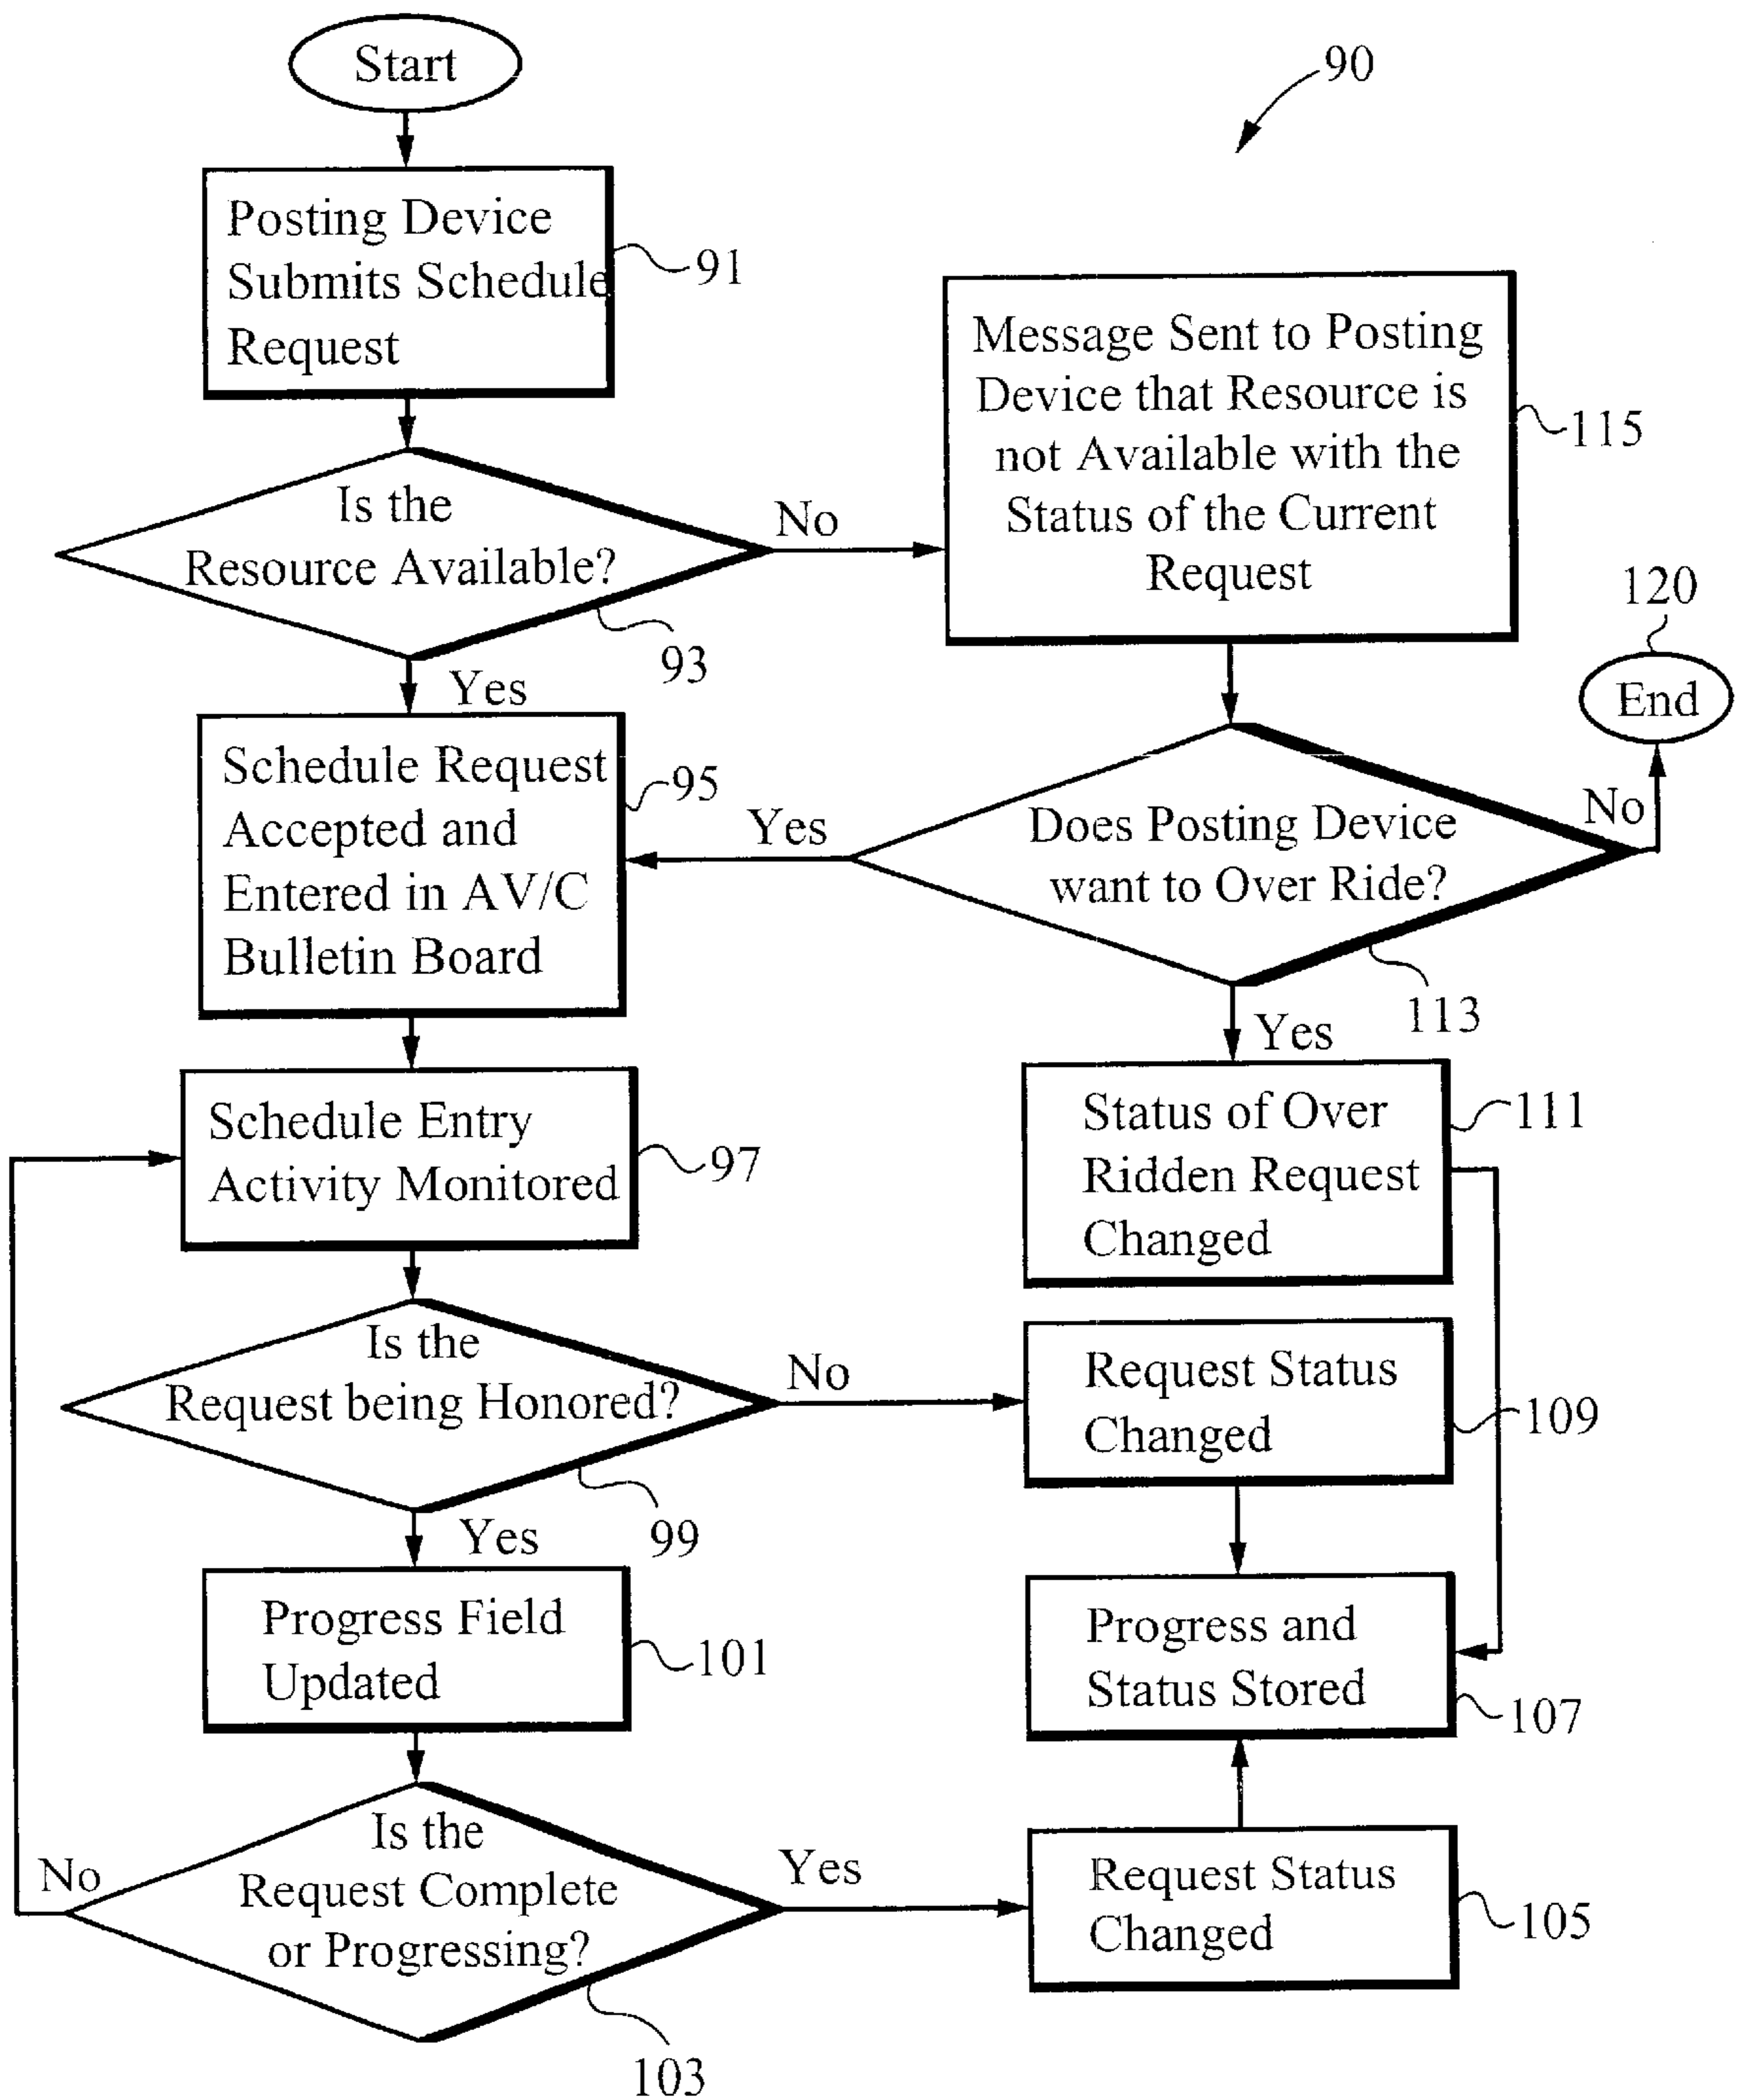 Start
90
Posting Device
Submits Schedule
Request
91
Is the
Resource Available?
93
No
Yes
Message Sent to Posting
Device that Resource is
not Available with the
Status of the Current
Request
115
120
End
Schedule Request
Accepted and
Entered in AV/C
Bulletin Board
95
Yes
Does Posting Device
want to Over Ride?
No
113
Yes
Schedule Entry
Activity Monitored
97
Status of Over
Ridden Request
Changed
111
Is the
Request being Honored?
No
99
Yes
Request Status
Changed
109
Progress Field
Updated
101
Progress and
Status Stored
107
Is the
Request Complete
or Progressing?
No
Yes
103
Request Status
Changed
105